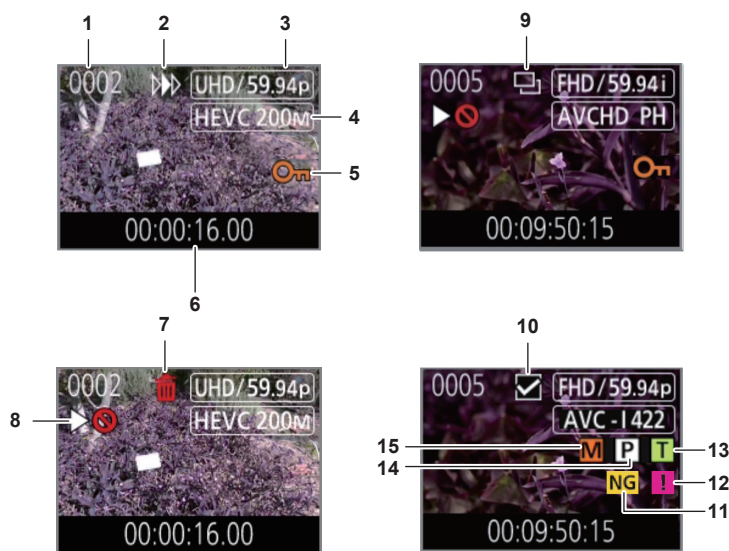 1 2 3
0002 UHD/59.94p
HEVC 200M 4
5
00:00:16.00
6
9
0005 FHD/59.94i
AVCHD PH
00:09:50:15
7
0002 UHD/59.94p
8 HEVC 200M
00:00:16.00
10
0005 FHD/59.94p
AVC-I422
15 M P T 13
14 NG ! 12
11
00:09:50:15